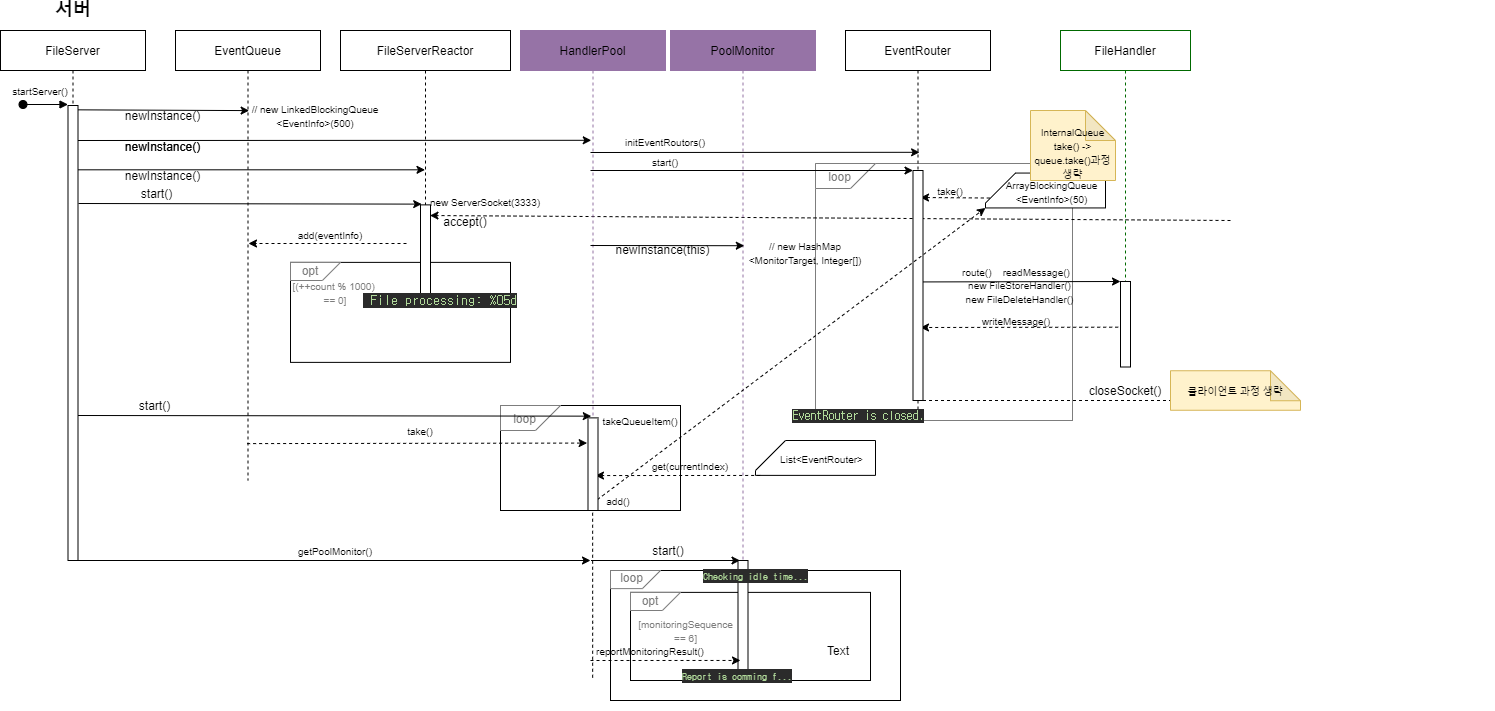 서버
FileServer
EventQueue
FileServerReactor
HandlerPool
PoolMonitor
EventRouter
FileHandler
startServer()
newInstance()
// new LinkedBlockingQueue
<EventInfo>(500)
newInstance()
initEventRoutors()
InternalQueue
take() ->
queue.take()과정
생략
newInstance()
start()
loop
ArrayBlockingQueue
<EventInfo>(50)
take()
start()
new ServerSocket(3333)
accept()
add(eventInfo)
newInstance(this)
// new HashMap
<MonitorTarget, Integer[]>
opt
[(++count % 1000)
== 0]
File processing: %05d
route()
readMessage()
new FileStoreHandler()
new FileDeleteHandler()
writeMessage()
closeSocket()
클라이언트 과정 생략
start()
loop
takeQueueItem()
EventRouter is closed.
take()
get(currentIndex)
List<EventRouter>
add()
getPoolMonitor()
start()
loop
Checking idle time...
opt
[monitoringSequence
== 6]
reportMonitoringResult()
Text
Report is comming f...